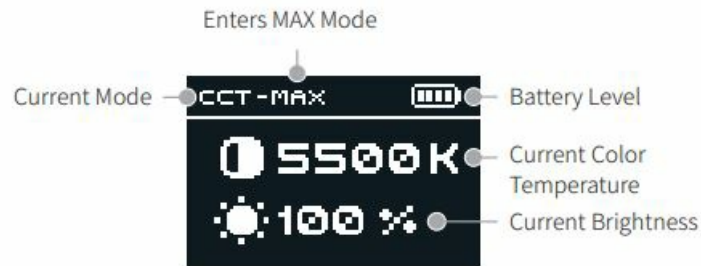 Enters MAX Mode
Current Mode
CCT-MAX
Battery Level
5500K
Current Color
Temperature
100 %
Current Brightness